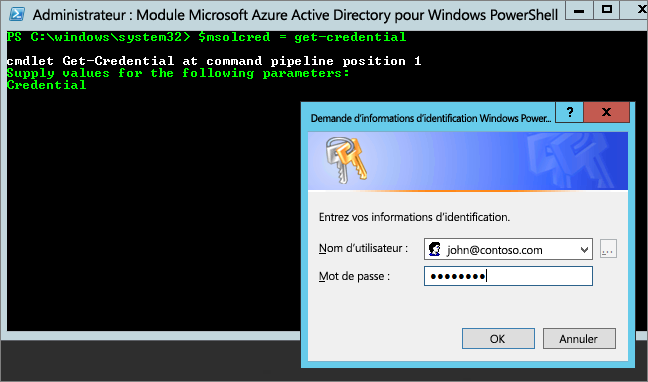 Administrateur : Module Microsoft Azure Active Directory pour Windows PowerShell
PS C:\windows\system32> $msolcred = get-credential
cmdlet Get-Credential at command pipeline position 1
Supply values for the following parameters:
Credential
Demande d'informations d'identification Windows Power...
? x
Entrez vos informations d'identification.
Nom d'utilisateur : john@contoso.com ...
Mot de passe : ••••••••
OK Annuler